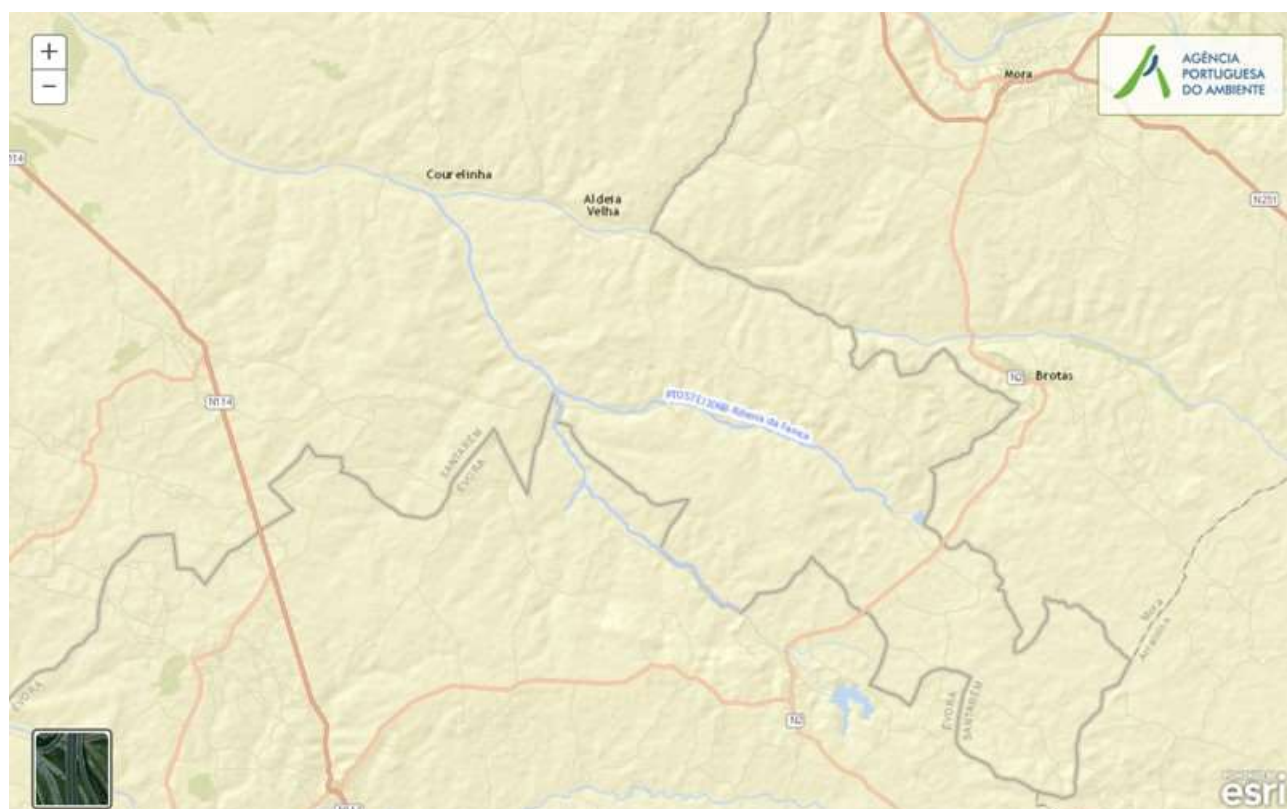 +
−
Mora
AGÊNCIA
PORTUGUESA
DO AMBIENTE
Courelinha
Aldeia
Velha
N251
N114
N2
Brotas
Ribeira da
SANTARÉM
ÉVORA
Mora
Arraiolos
ÉVORA
ÉVORA
SANTARÉM
N2
esri